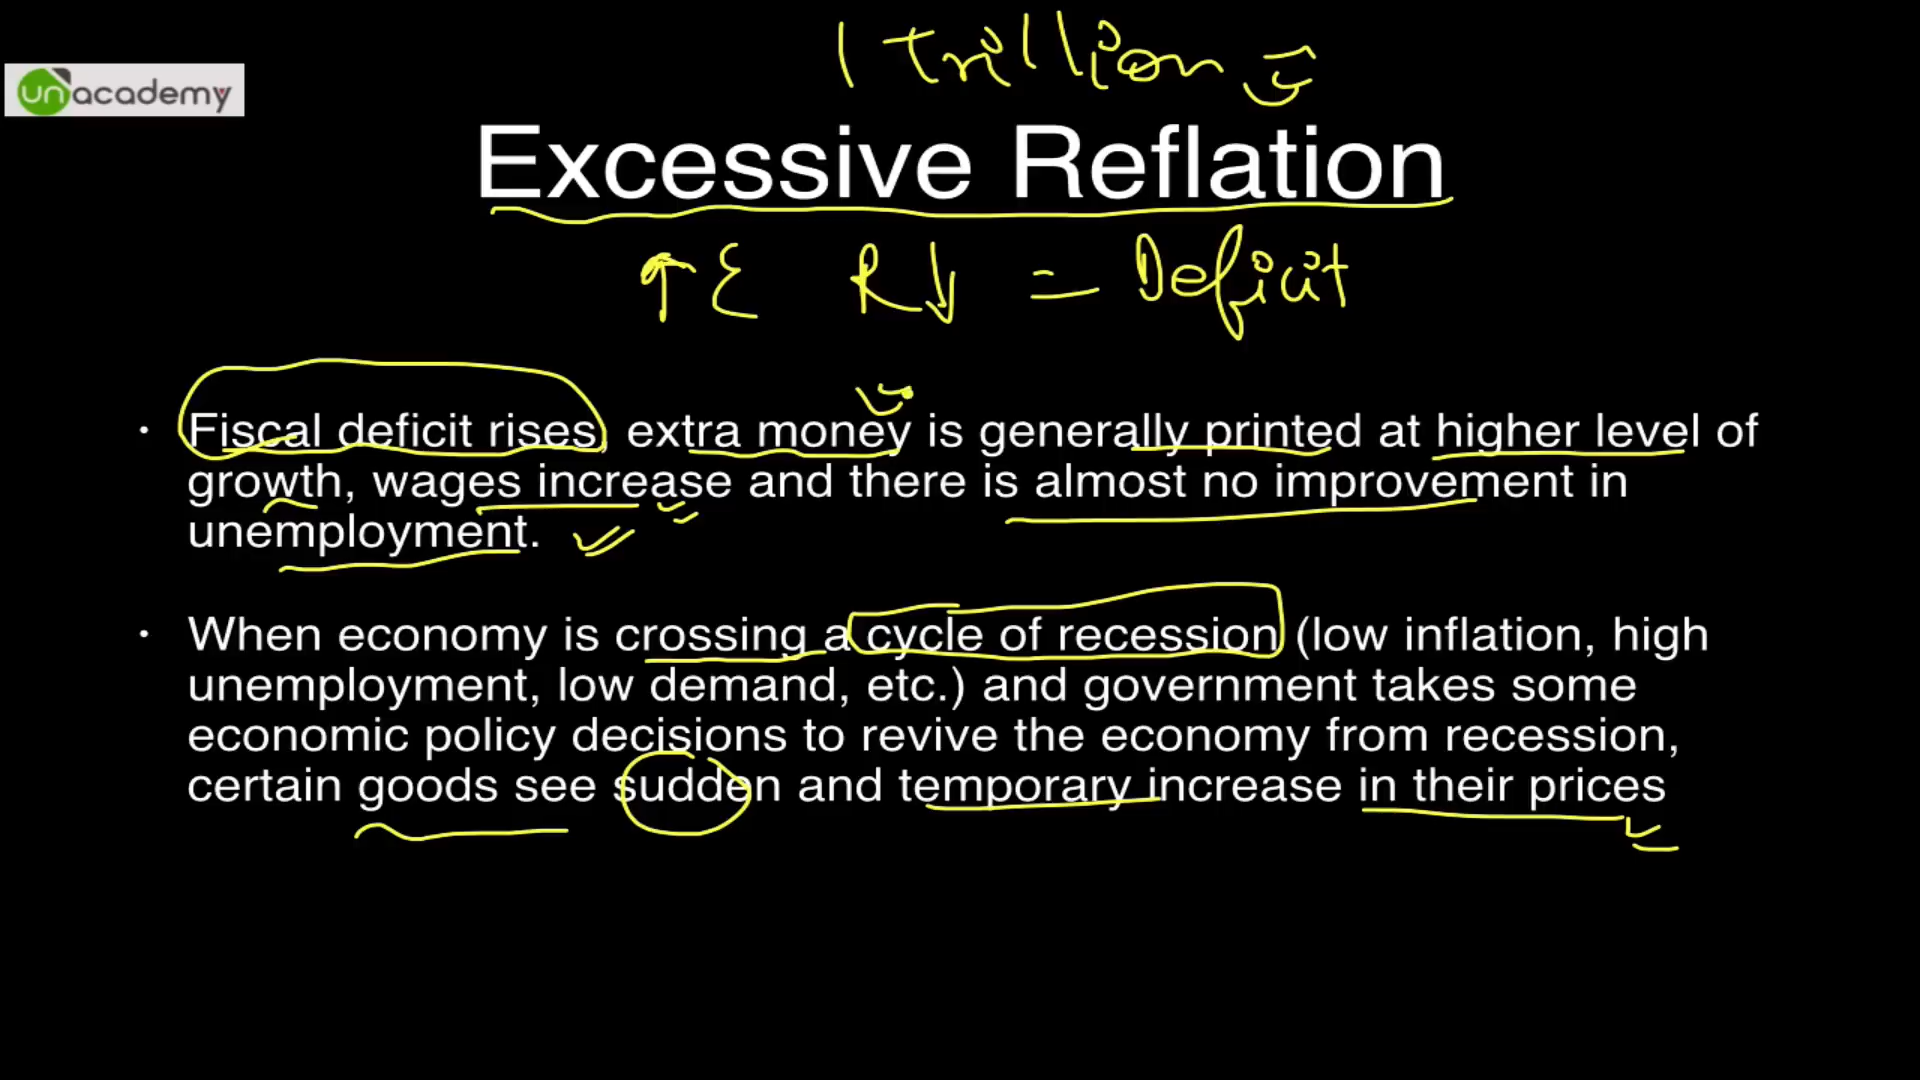 1 trillion
unacademy
Excessive Reflation
↑ E R↓ = Deficit
• Fiscal deficit rises, extra money is generally printed at higher level of
growth, wages increase and there is almost no improvement in
unemployment.
• When economy is crossing a cycle of recession (low inflation, high
unemployment, low demand, etc.) and government takes some
economic policy decisions to revive the economy from recession,
certain goods see sudden and temporary increase in their prices